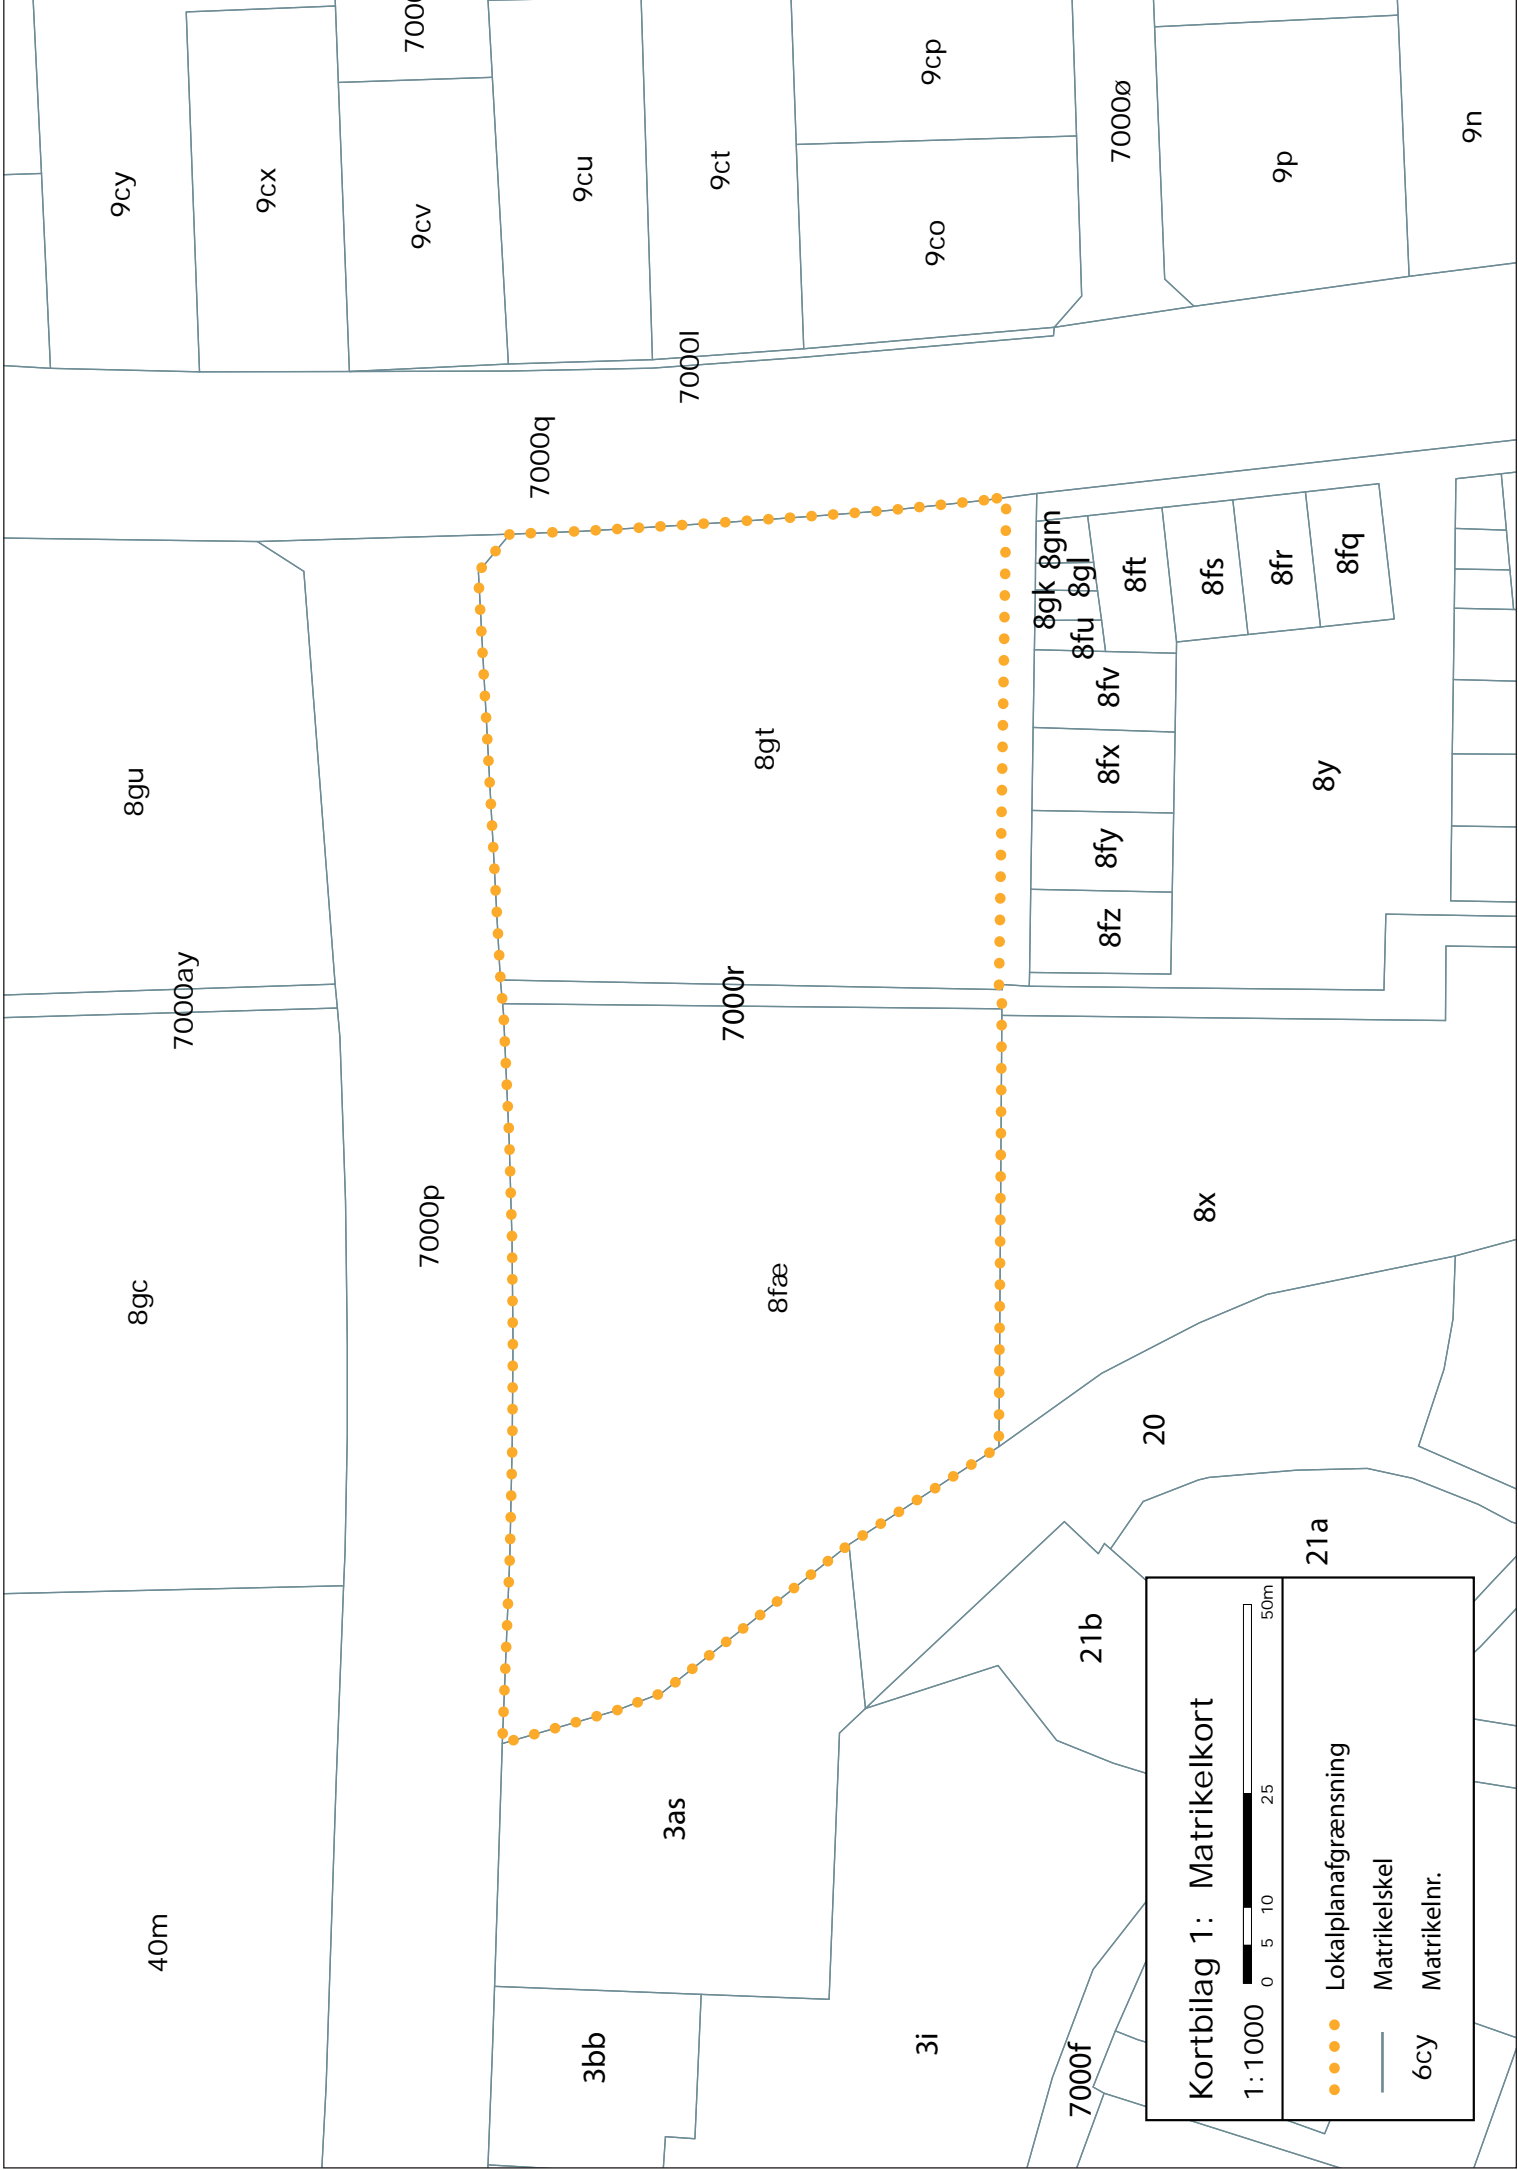 40m
8gc
7000ay
8gu
9cy
9cx
7000
9cv
9cu
9ct
9cp
9co
7000ø
9p
9n
7000l
7000q
7000p
3bb
3as
8fæ
7000r
8gt
3i
7000f
21b
21a
20
8x
8y
8fz
8fy
8fx
8fv
8fu
8gk
8gl
8gm
8ft
8fs
8fr
8fq
Kortbilag 1: Matrikelkort
1:1000
0 5 10 25 50m
Lokalplanafgrænsning
Matrikelskel
6cy Matrikelnr.